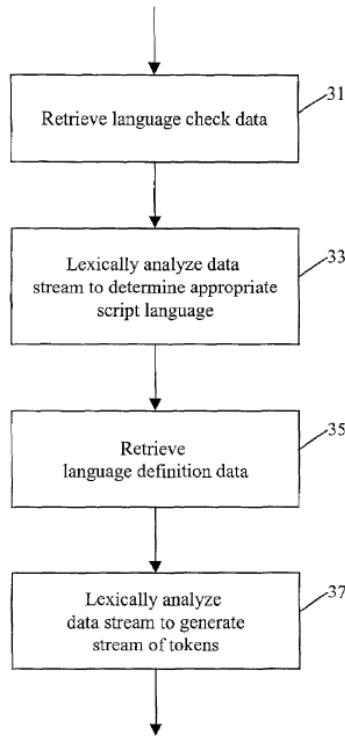 Retrieve language check data
31
Lexically analyze data
stream to determine appropriate
script language
33
Retrieve
language definition data
35
Lexically analyze
data stream to generate
stream of tokens
37